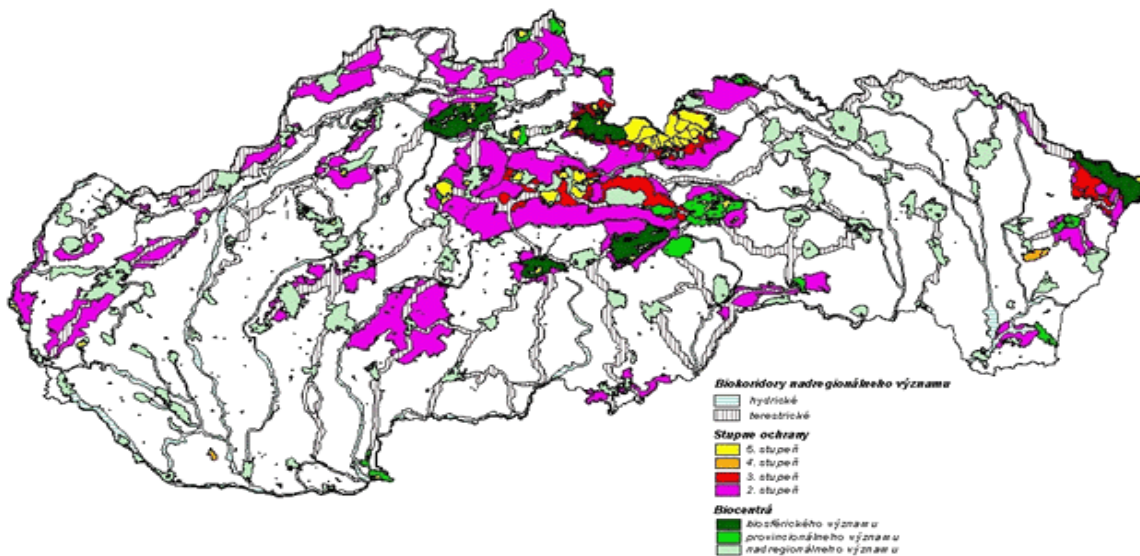 Biokoridory nadregionálneho významu
hydrické
terestrické
Stupne ochrany
5. stupeň
4. stupeň
3. stupeň
2. stupeň
Biocentrá
biosférického významu
provincionálneho významu
nadregionálneho významu